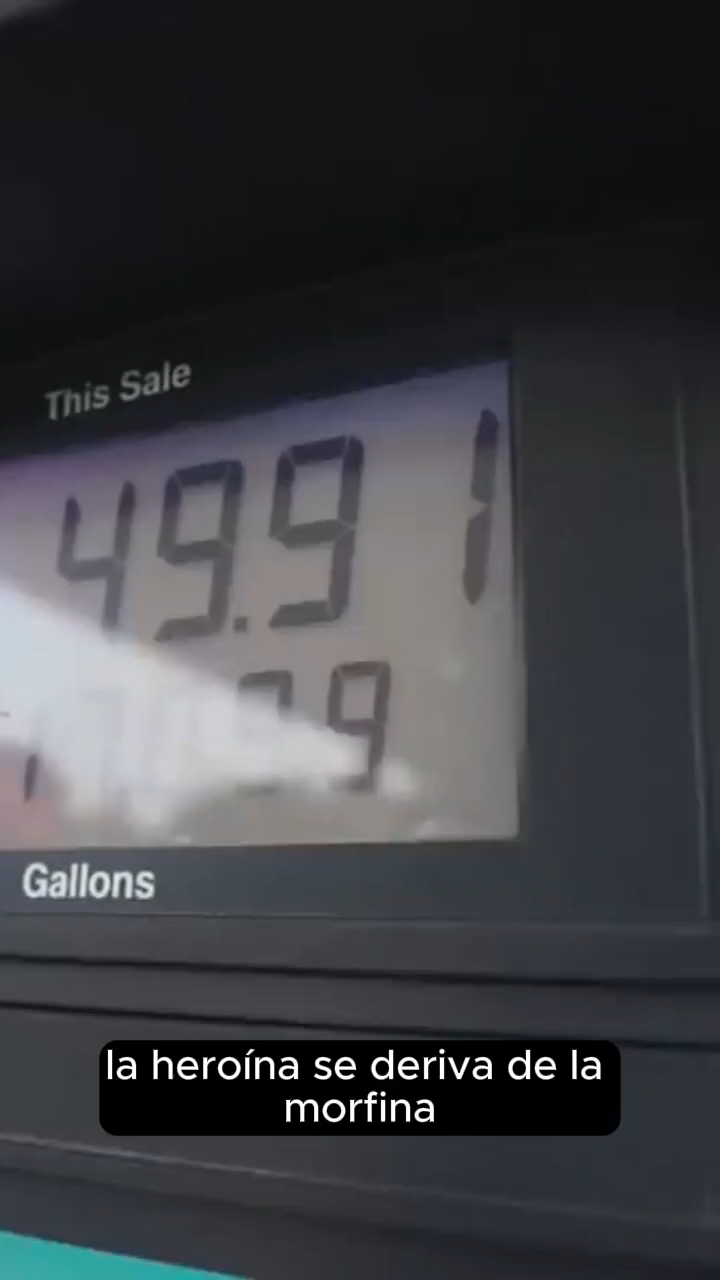 This Sale
49.91
Gallons
la heroína se deriva de la
morfina